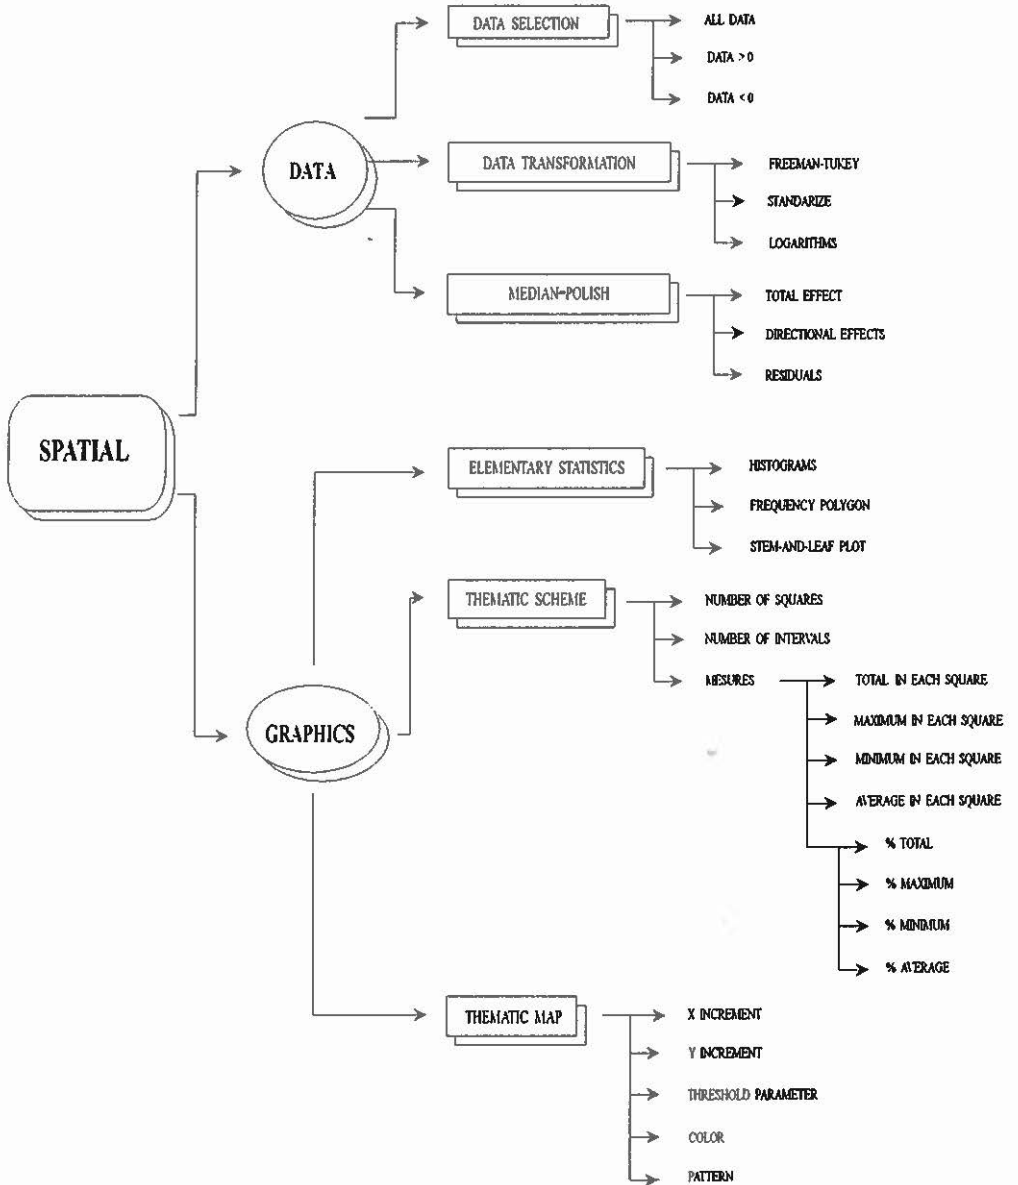 DATA SELECTION
ALL DATA
DATA >0
DATA <0
DATA
DATA TRANSFORMATION
FREEMAN-TUKEY
STANDARIZE
LOGARITHMS
MEDIAN-POLISH
TOTAL EFFECT
DIRECTIONAL EFFECTS
RESIDUALS
SPATIAL
ELEMENTARY STATISTICS
HISTOGRAMS
FREQUENCY POLYGON
STEM-AND-LEAF PLOT
THEMATIC SCHEME
NUMBER OF SQUARES
NUMBER OF INTERVALS
MESURES
TOTAL IN EACH SQUARE
MAXIMUM IN EACH SQUARE
MINIMUM IN EACH SQUARE
AVERAGE IN EACH SQUARE
% TOTAL
% MAXIMUM
% MINIMUM
% AVERAGE
GRAPHICS
THEMATIC MAP
X INCREMENT
Y INCREMENT
THRESHOLD PARAMETER
COLOR
PATTERN